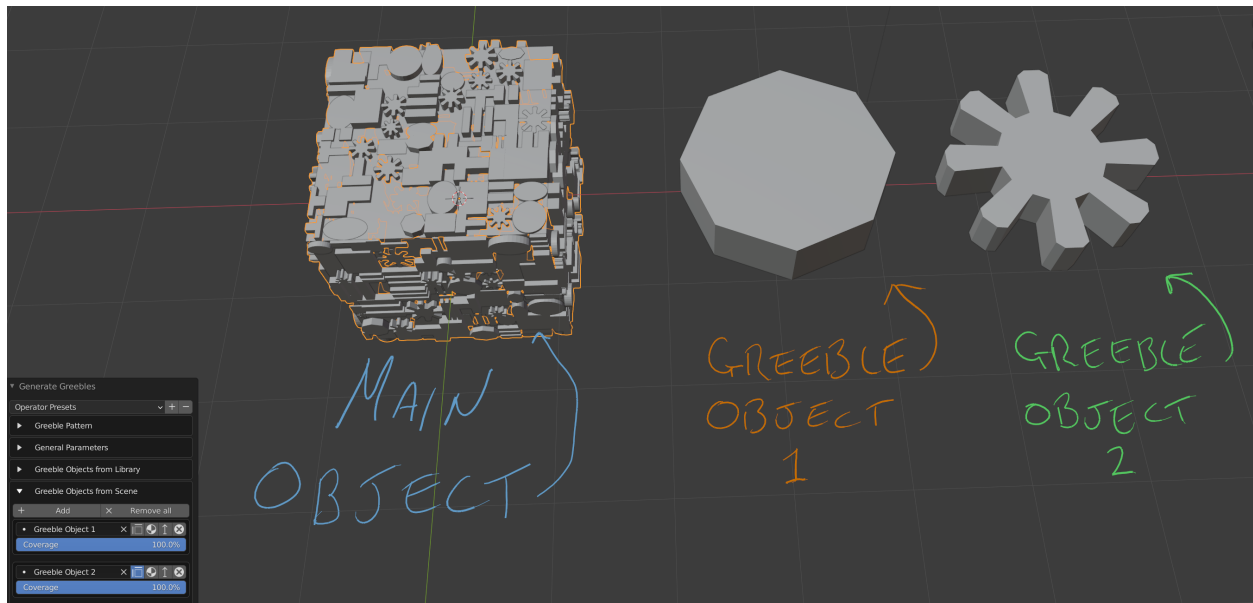 MAIN
OBJECT
GREEBLE
OBJECT
1
GREEBLE
OBJECT
2
Generate Greebles
Operator Presets
Greeble Pattern
General Parameters
Greeble Objects from Library
Greeble Objects from Scene
+ Add × Remove all
Greeble Object 1
Coverage 100.0%
Greeble Object 2
Coverage 100.0%